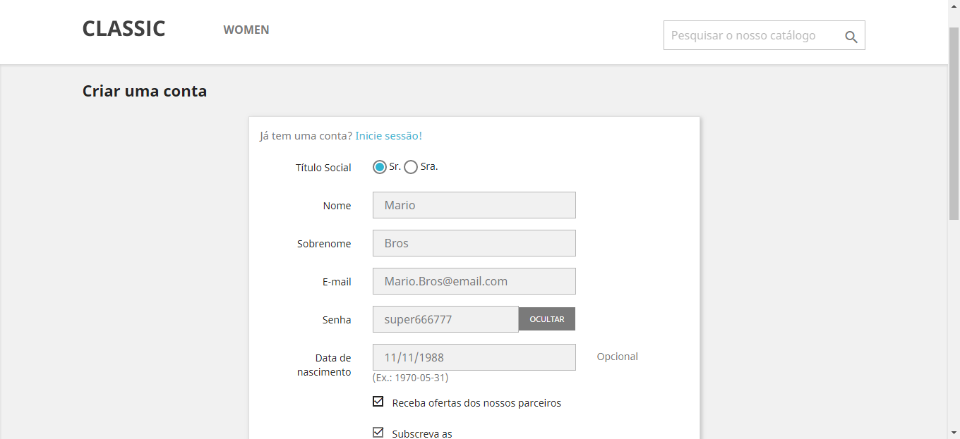 CLASSIC WOMEN Pesquisar o nosso catálogo
Criar uma conta
Já tem uma conta? Inicie sessão!
Título Social Sr. Sra.
Nome Mario
Sobrenome Bros
E-mail Mario.Bros@email.com
Senha super666777 OCULTAR
Data de nascimento 11/11/1988 Opcional
(Ex.: 1970-05-31)
Receba ofertas dos nossos parceiros
Subscreva as